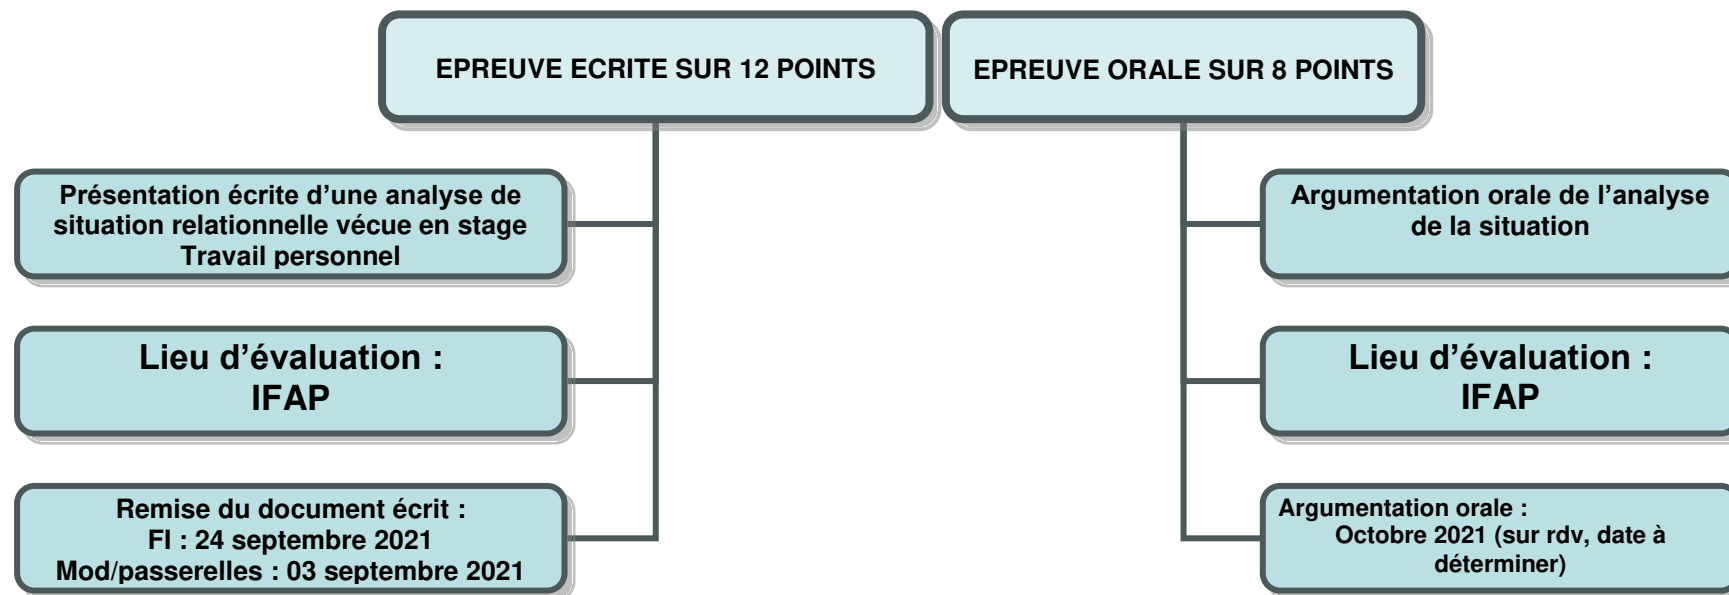 EPREUVE ECRITE SUR 12 POINTS
EPREUVE ORALE SUR 8 POINTS
Présentation écrite d’une analyse de
situation relationnelle vécue en stage
Travail personnel
Argumentation orale de l’analyse
de la situation
Lieu d’évaluation :
IFAP
Lieu d’évaluation :
IFAP
Remise du document écrit :
FI : 24 septembre 2021
Mod/passerelles : 03 septembre 2021
Argumentation orale :
Octobre 2021 (sur rdv, date à
déterminer)